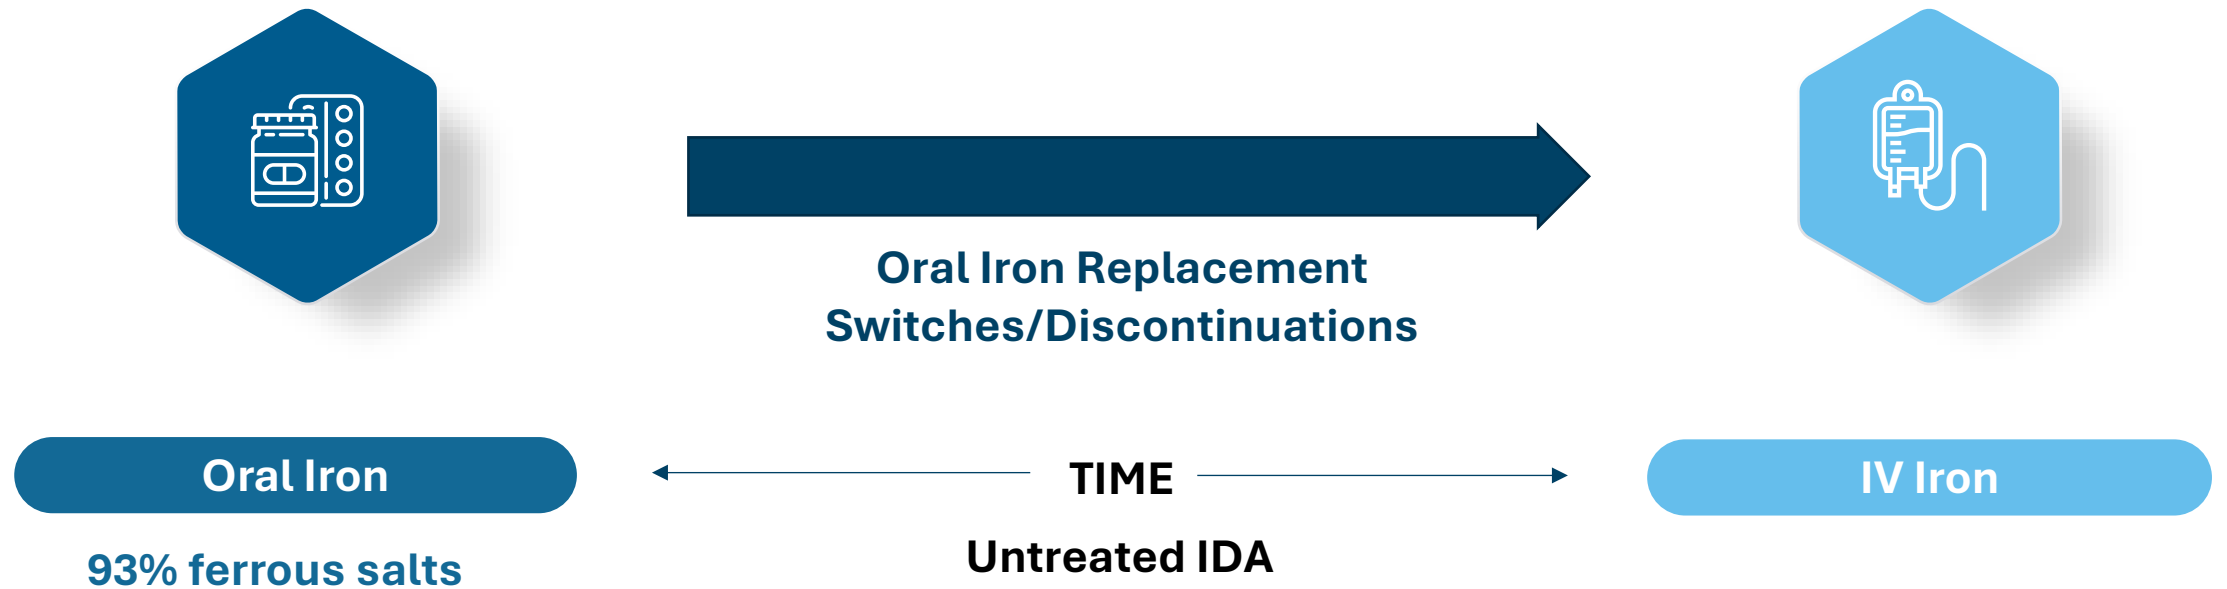 Oral Iron Replacement
Switches/Discontinuations
Oral Iron
TIME
IV Iron
93% ferrous salts
Untreated IDA